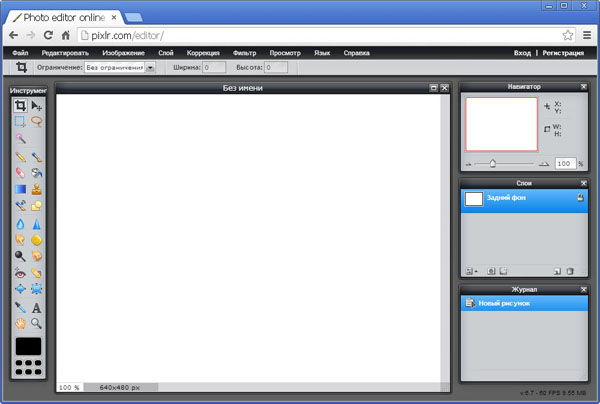 Photo editor online
pixlr.com/editor/
Файл Редактировать Изображение Слой Коррекция Фильтр Просмотр Язык Справка Вход | Регистрация
Ограничение: Без ограничени Ширина: 0 Высота: 0
Инструмен
Без имени
Навигатор
X:
Y:
W:
H:
100 %
Слои
Задний фон
Журнал
Новый рисунок
100 % 640x480 px
v:6.7 - 50 FPS 9.55 MB